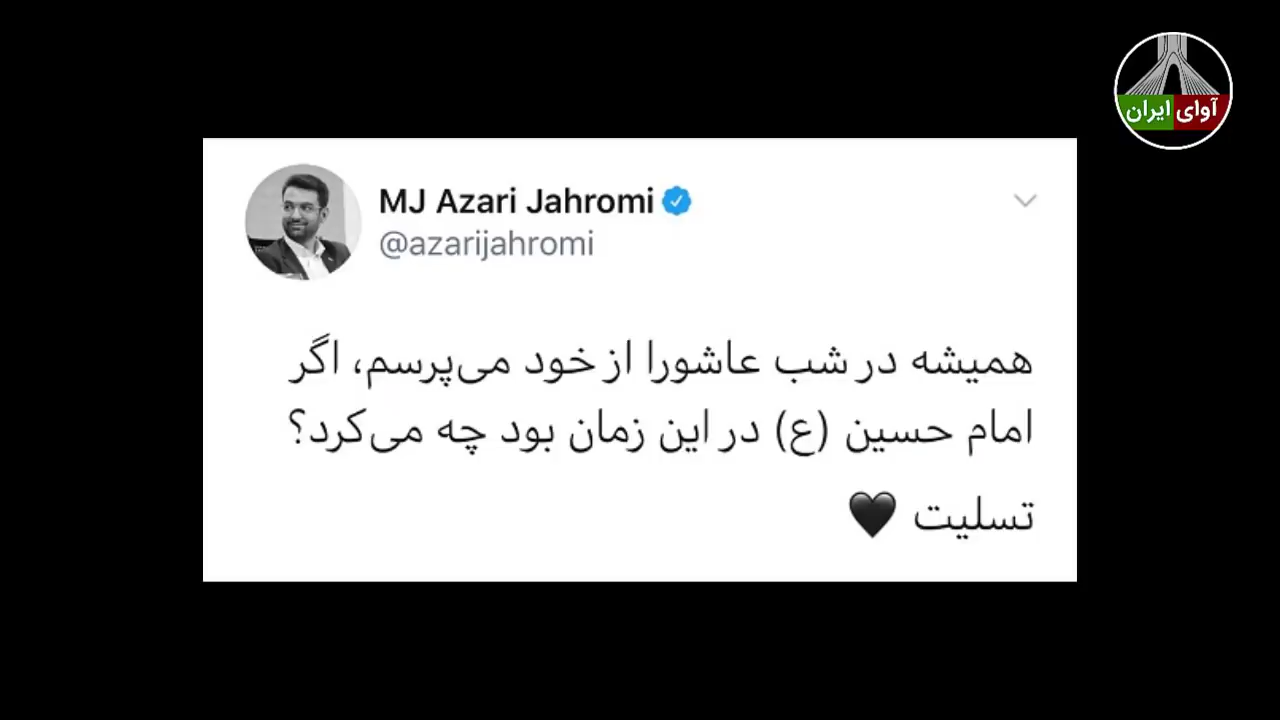 آوای ایران
MJ Azari Jahromi
@azarijahromi
همیشه در شب عاشورا از خود می‌پرسم، اگر
امام حسین (ع) در این زمان بود چه می‌کرد؟
تسلیت 🖤